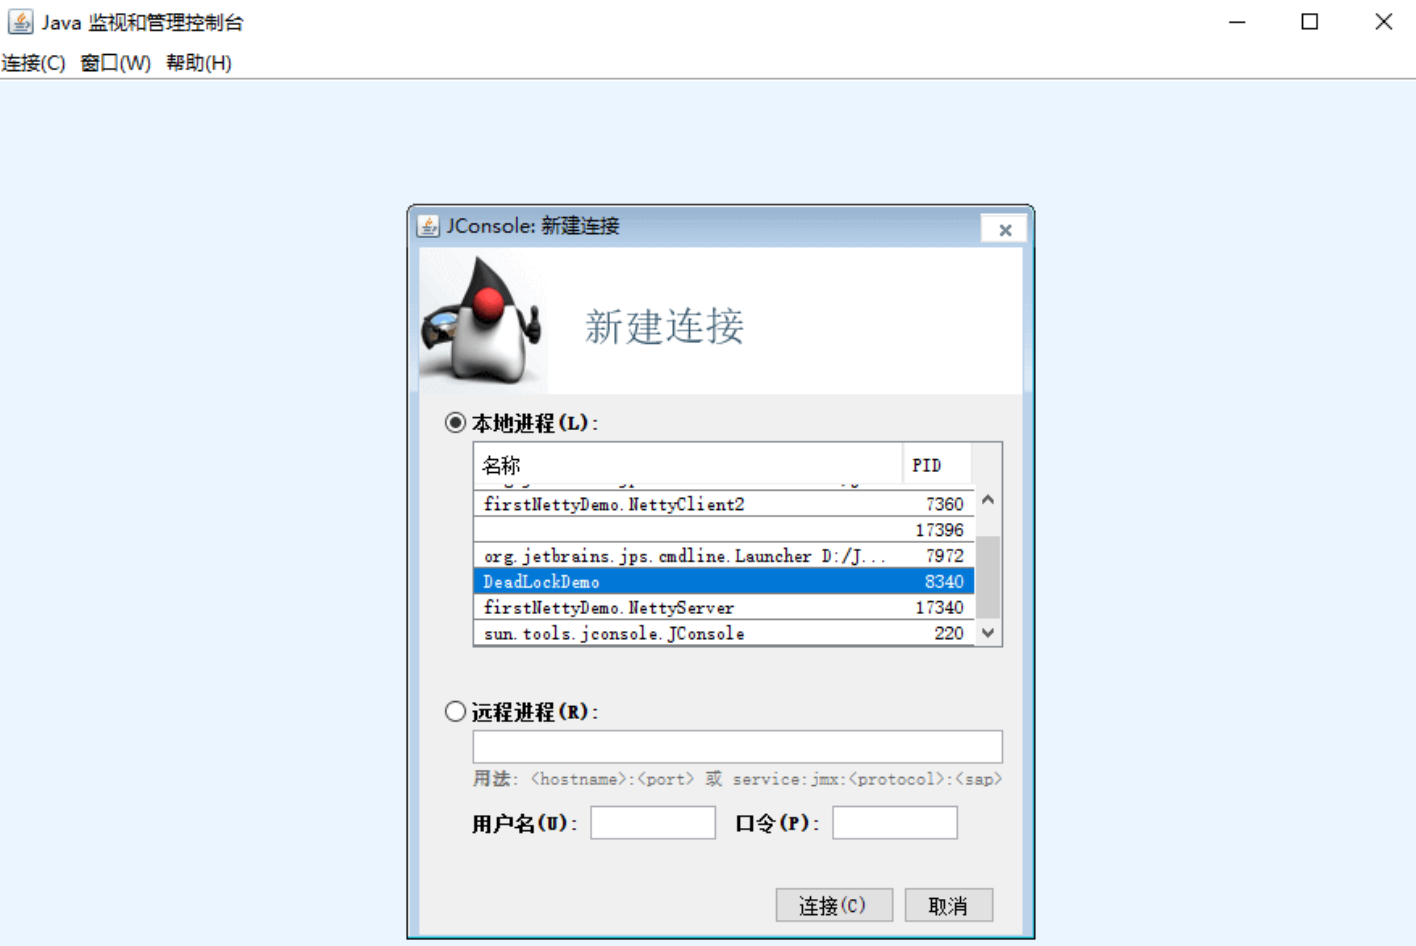 Java 监视和管理控制台
连接(C) 窗口(W) 帮助(H)
JConsole: 新建连接
新建连接
本地进程(L):
名称 PID
firstNettyDemo.NettyClient2 7360
17396
org.jetbrains.jps.cmdline.Launcher D:/J... 7972
DeadLockDemo 8340
firstNettyDemo.NettyServer 17340
sun.tools.jconsole.JConsole 220
远程进程(R):
用法: <hostname>:<port> 或 service:jmx:<protocol>:<sap>
用户名(U): 口令(P):
连接(C) 取消